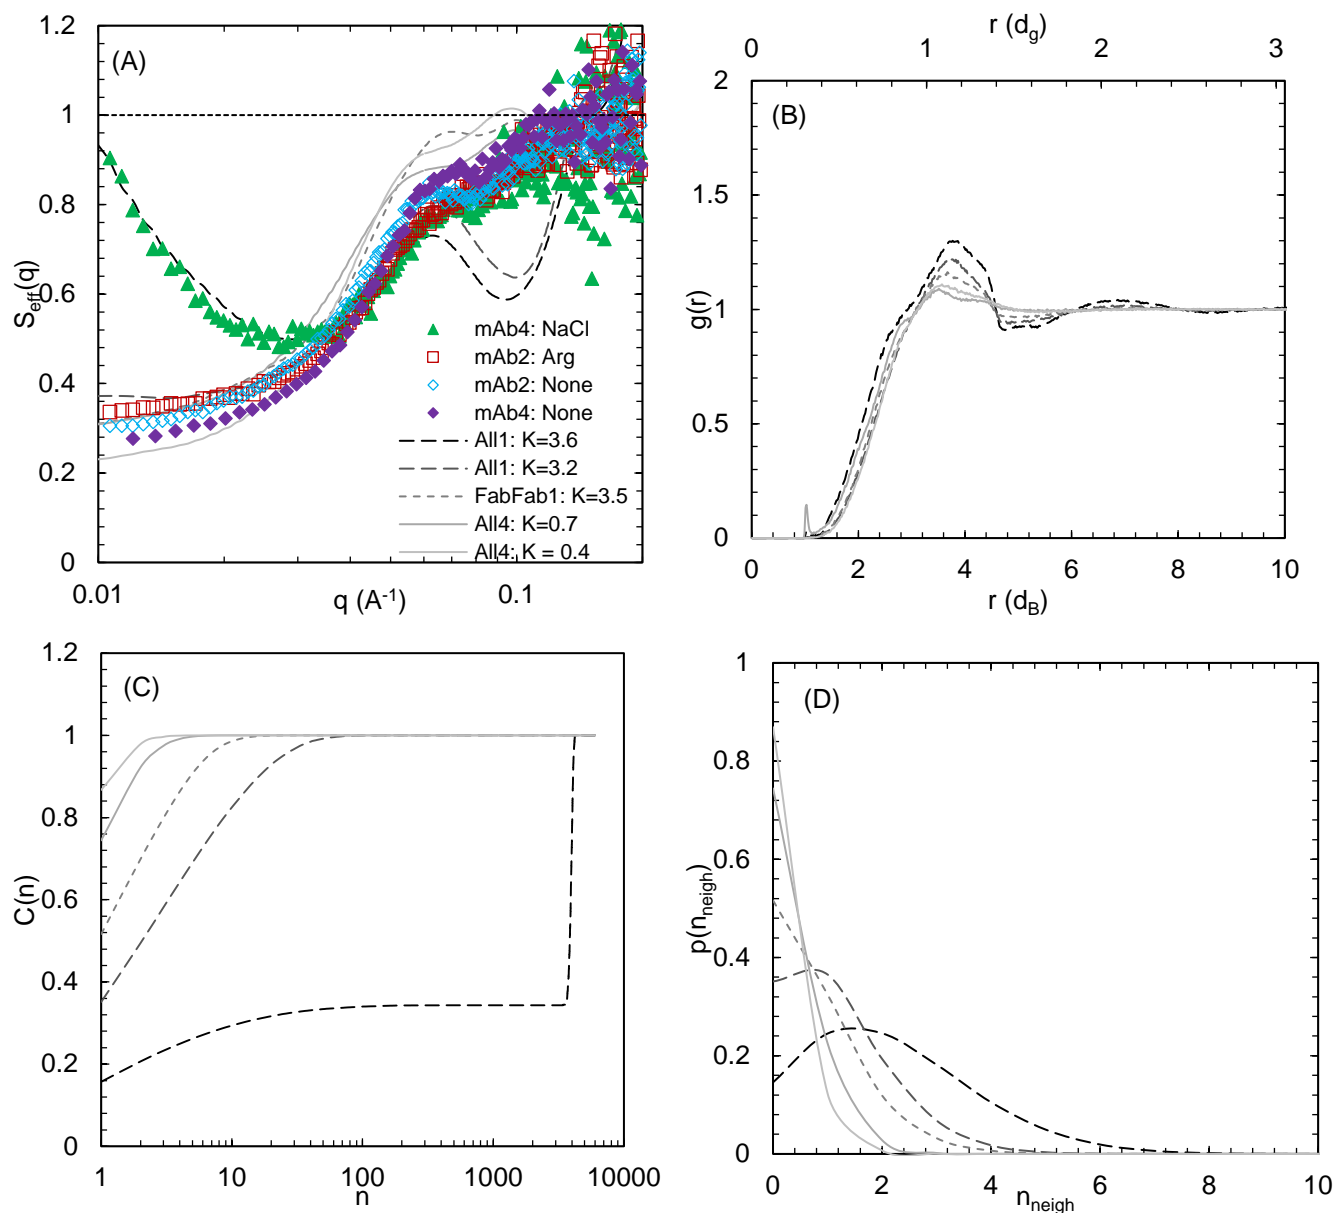 (A)
1.2
1
0.8
0.6
0.4
0.2
0
S_eff(q)
0.01
0.1
q (A^-1)
mAb4: NaCl
mAb2: Arg
mAb2: None
mAb4: None
All1: K=3.6
All1: K=3.2
FabFab1: K=3.5
All4: K=0.7
All4: K = 0.4
r (d_g)
0 1 2 3
(B)
2
1.5
1
0.5
0
g(r)
0 2 4 6 8 10
r (d_B)
(C)
1.2
1
0.8
0.6
0.4
0.2
0
C(n)
1 10 100 1000 10000
n
(D)
1
0.8
0.6
0.4
0.2
0
p(n_neigh)
0 2 4 6 8 10
n_neigh